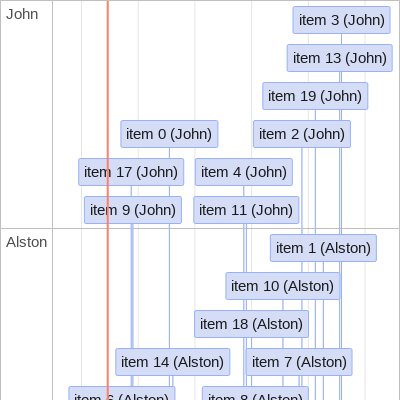 John
item 3 (John)
item 13 (John)
item 19 (John)
item 0 (John)
item 2 (John)
item 17 (John)
item 4 (John)
item 9 (John)
item 11 (John)
Alston
item 1 (Alston)
item 10 (Alston)
item 18 (Alston)
item 14 (Alston)
item 7 (Alston)
item 6 (Alston)
item 8 (Alston)